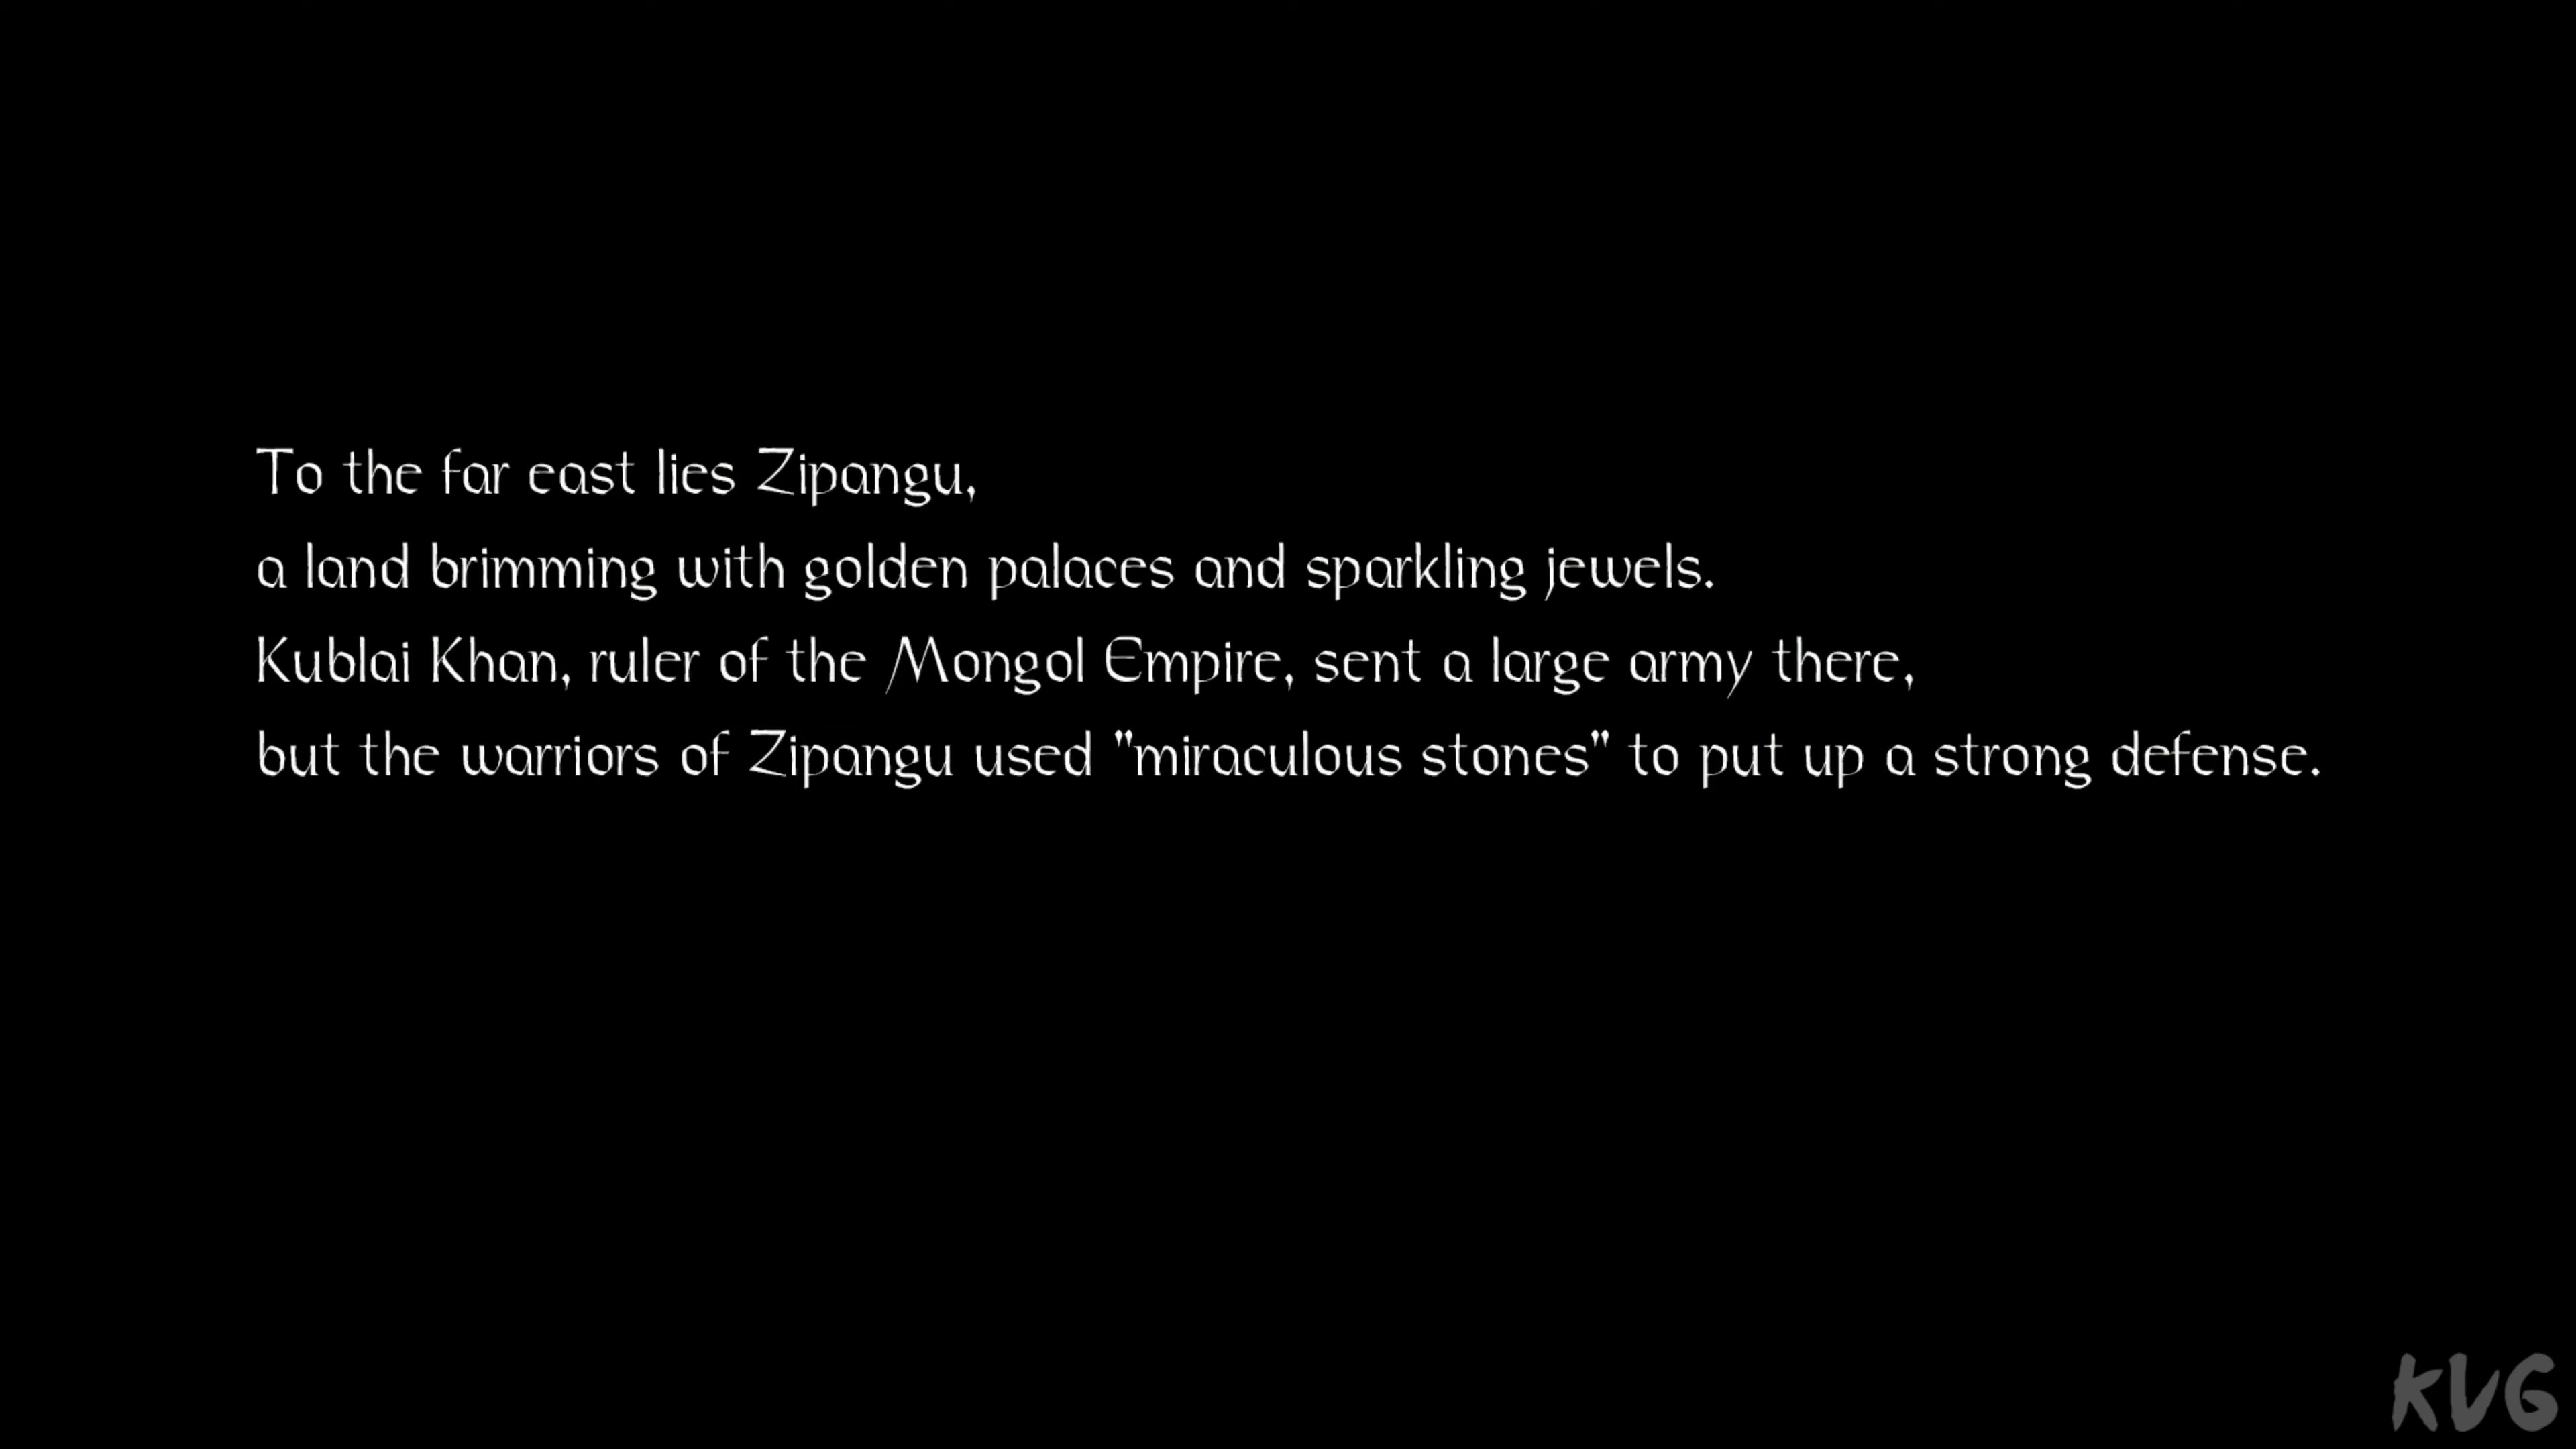 To the far east lies Zipangu,
a land brimming with golden palaces and sparkling jewels.
Kublai Khan, ruler of the Mongol Empire, sent a large army there,
but the warriors of Zipangu used "miraculous stones" to put up a strong defense.
KVG